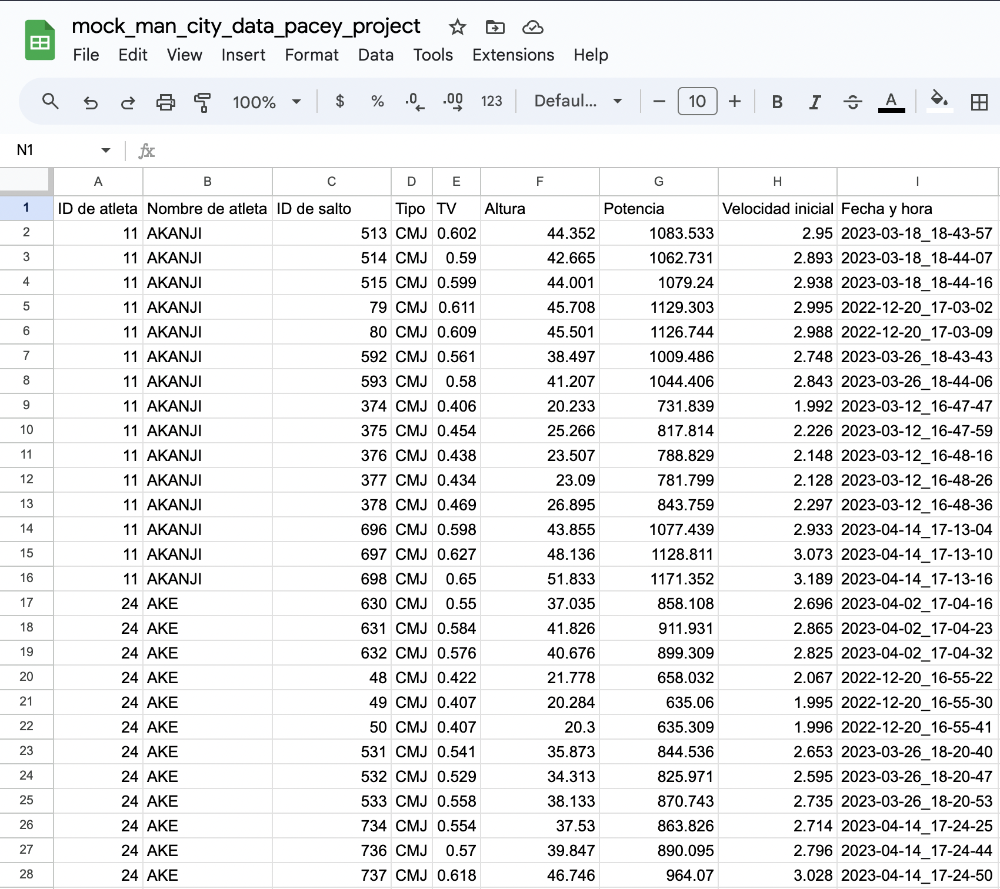 mock_man_city_data_pacey_project
File Edit View Insert Format Data Tools Extensions Help
100% $ % .0 .00 123 Defaul... − 10 + B I S A
N1 fx
A B C D E F G H I
1 ID de atleta Nombre de atleta ID de salto Tipo TV Altura Potencia Velocidad inicial Fecha y hora
2 11 AKANJI 513 CMJ 0.602 44.352 1083.533 2.95 2023-03-18_18-43-57
3 11 AKANJI 514 CMJ 0.59 42.665 1062.731 2.893 2023-03-18_18-44-07
4 11 AKANJI 515 CMJ 0.599 44.001 1079.24 2.938 2023-03-18_18-44-16
5 11 AKANJI 79 CMJ 0.611 45.708 1129.303 2.995 2022-12-20_17-03-02
6 11 AKANJI 80 CMJ 0.609 45.501 1126.744 2.988 2022-12-20_17-03-09
7 11 AKANJI 592 CMJ 0.561 38.497 1009.486 2.748 2023-03-26_18-43-43
8 11 AKANJI 593 CMJ 0.58 41.207 1044.406 2.843 2023-03-26_18-44-06
9 11 AKANJI 374 CMJ 0.406 20.233 731.839 1.992 2023-03-12_16-47-47
10 11 AKANJI 375 CMJ 0.454 25.266 817.814 2.226 2023-03-12_16-47-59
11 11 AKANJI 376 CMJ 0.438 23.507 788.829 2.148 2023-03-12_16-48-16
12 11 AKANJI 377 CMJ 0.434 23.09 781.799 2.128 2023-03-12_16-48-26
13 11 AKANJI 378 CMJ 0.469 26.895 843.759 2.297 2023-03-12_16-48-36
14 11 AKANJI 696 CMJ 0.598 43.855 1077.439 2.933 2023-04-14_17-13-04
15 11 AKANJI 697 CMJ 0.627 48.136 1128.811 3.073 2023-04-14_17-13-10
16 11 AKANJI 698 CMJ 0.65 51.833 1171.352 3.189 2023-04-14_17-13-16
17 24 AKE 630 CMJ 0.55 37.035 858.108 2.696 2023-04-02_17-04-16
18 24 AKE 631 CMJ 0.584 41.826 911.931 2.865 2023-04-02_17-04-23
19 24 AKE 632 CMJ 0.576 40.676 899.309 2.825 2023-04-02_17-04-32
20 24 AKE 48 CMJ 0.422 21.778 658.032 2.067 2022-12-20_16-55-22
21 24 AKE 49 CMJ 0.407 20.284 635.06 1.995 2022-12-20_16-55-30
22 24 AKE 50 CMJ 0.407 20.3 635.309 1.996 2022-12-20_16-55-41
23 24 AKE 531 CMJ 0.541 35.873 844.536 2.653 2023-03-26_18-20-40
24 24 AKE 532 CMJ 0.529 34.313 825.971 2.595 2023-03-26_18-20-47
25 24 AKE 533 CMJ 0.558 38.133 870.743 2.735 2023-03-26_18-20-53
26 24 AKE 734 CMJ 0.554 37.53 863.826 2.714 2023-04-14_17-24-25
27 24 AKE 736 CMJ 0.57 39.847 890.095 2.796 2023-04-14_17-24-44
28 24 AKE 737 CMJ 0.618 46.746 964.07 3.028 2023-04-14_17-24-50